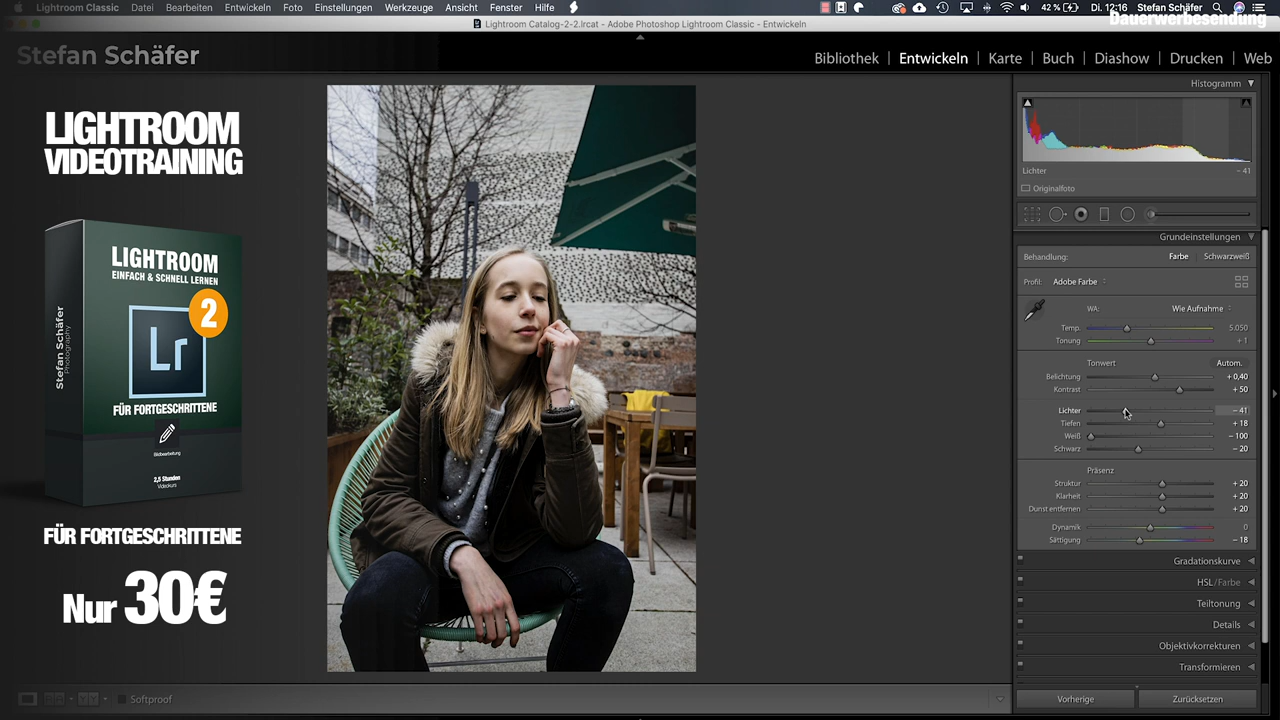 Lightroom Classic Datei Bearbeiten Entwickeln Foto Einstellungen Werkzeuge Ansicht Fenster Hilfe 42 % Di. 12:16 Stefan Schäfer
Lightroom Catalog-2-2.lrcat - Adobe Photoshop Lightroom Classic - Entwickeln
Dauerwerbesendung
Stefan Schäfer
Bibliothek | Entwickeln | Karte | Buch | Diashow | Drucken | Web
LIGHTROOM
VIDEOTRAINING
LIGHTROOM
EINFACH & SCHNELL LERNEN
2
Lr
FÜR FORTGESCHRITTENE
Bildbearbeitung
2,5 Stunden
Videokurs
Stefan Schäfer
Photography
FÜR FORTGESCHRITTENE
Nur 30€
Histogramm
Lichter - 41
Originalfoto
Grundeinstellungen
Behandlung: Farbe Schwarzweiß
Profil: Adobe Farbe
WA: Wie Aufnahme
Temp. 5.050
Tonung + 1
Tonwert Autom.
Belichtung + 0,40
Kontrast + 50
Lichter - 41
Tiefen + 18
Weiß - 100
Schwarz - 20
Präsenz
Struktur + 20
Klarheit + 20
Dunst entfernen + 20
Dynamik 0
Sättigung - 18
Gradationskurve
HSL / Farbe
Teiltonung
Details
Objektivkorrekturen
Transformieren
Vorherige Zurücksetzen
Softproof